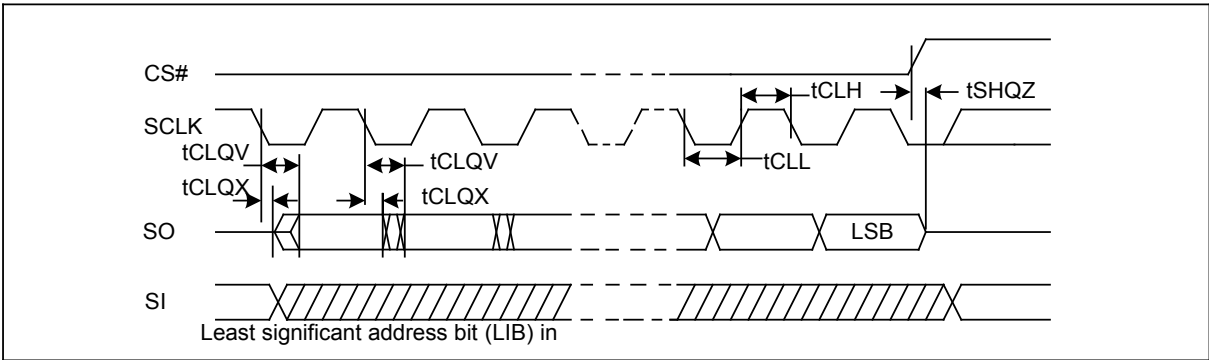 CS#
tCLH
tSHQZ
SCLK
tCLQV
tCLQV
tCLL
tCLQX
tCLQX
SO
LSB
SI
Least significant address bit (LIB) in